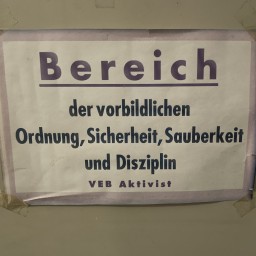 Bereich
der vorbildlichen
Ordnung, Sicherheit, Sauberkeit
und Disziplin
VEB Aktivist